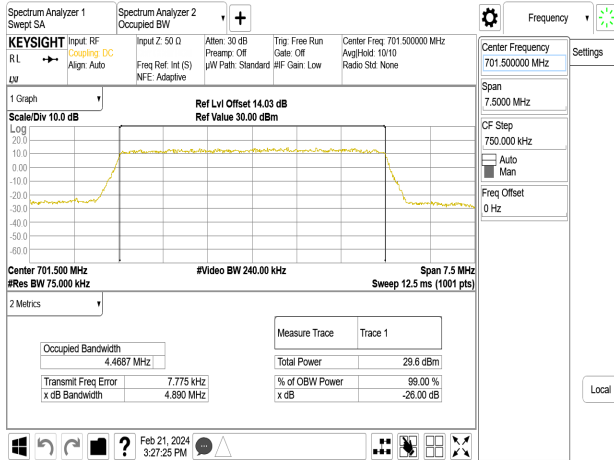 Spectrum Analyzer 1
Swept SA
Spectrum Analyzer 2
Occupied BW
Frequency
KEYSIGHT
RL
Input: RF
Coupling: DC
Align: Auto
Input Z: 50 Ω
Freq Ref: Int (S)
NFE: Adaptive
Atten: 30 dB
Preamp: Off
µW Path: Standard
Trig: Free Run
Gate: Off
#IF Gain: Low
Center Freq: 701.500000 MHz
Avg|Hold: 10/10
Radio Std: None
Center Frequency
701.500000 MHz
Settings
Span
7.5000 MHz
CF Step
750.000 kHz
Auto
Man
Freq Offset
0 Hz
Local
1 Graph
Scale/Div 10.0 dB
Ref Lvl Offset 14.03 dB
Ref Value 30.00 dBm
Log
20.0
10.0
0.00
-10.0
-20.0
-30.0
-40.0
-50.0
-60.0
Center 701.500 MHz
#Video BW 240.00 kHz
Span 7.5 MHz
#Res BW 75.000 kHz
Sweep 12.5 ms (1001 pts)
2 Metrics
Measure Trace Trace 1
Occupied Bandwidth
4.4687 MHz
Total Power 29.6 dBm
Transmit Freq Error 7.775 kHz
% of OBW Power 99.00 %
x dB Bandwidth 4.890 MHz
x dB -26.00 dB
Feb 21, 2024
3:27:25 PM